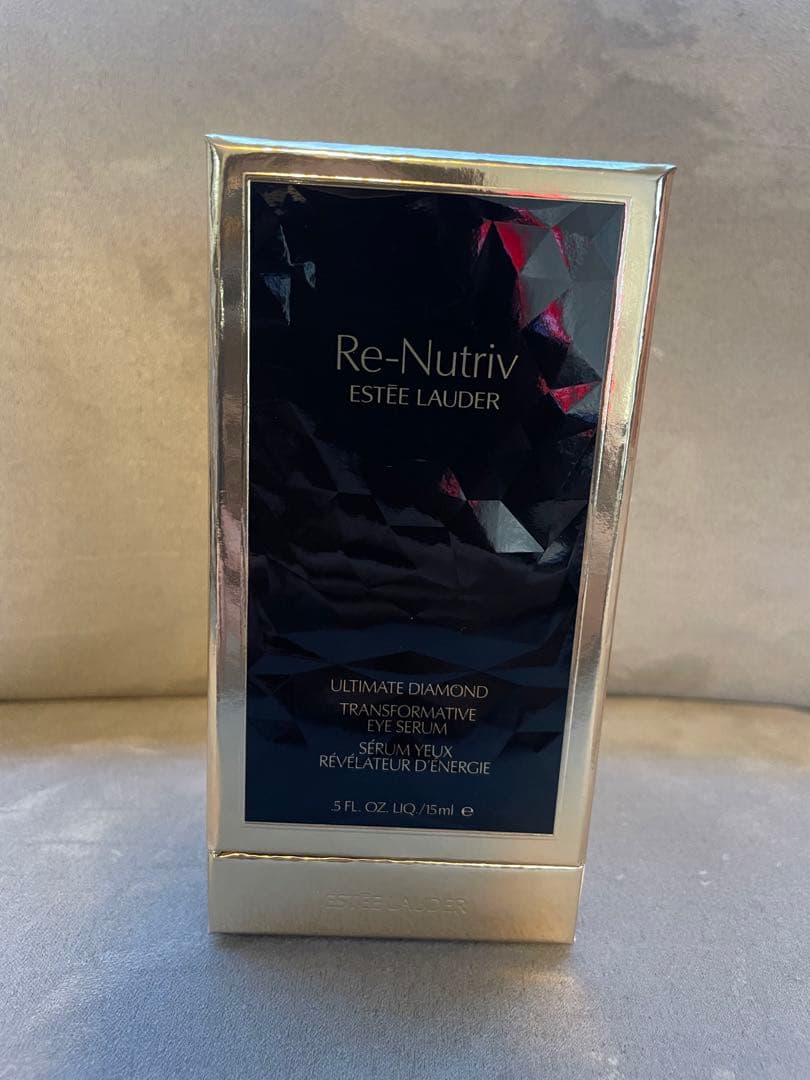 Re-Nutriv
ESTĒE LAUDER
ULTIMATE DIAMOND
TRANSFORMATIVE
EYE SERUM
SÉRUM YEUX
RÉVÉLATEUR D'ÉNERGIE
.5 FL. OZ. LIQ./15ml ℮
ESTĒE LAUDER